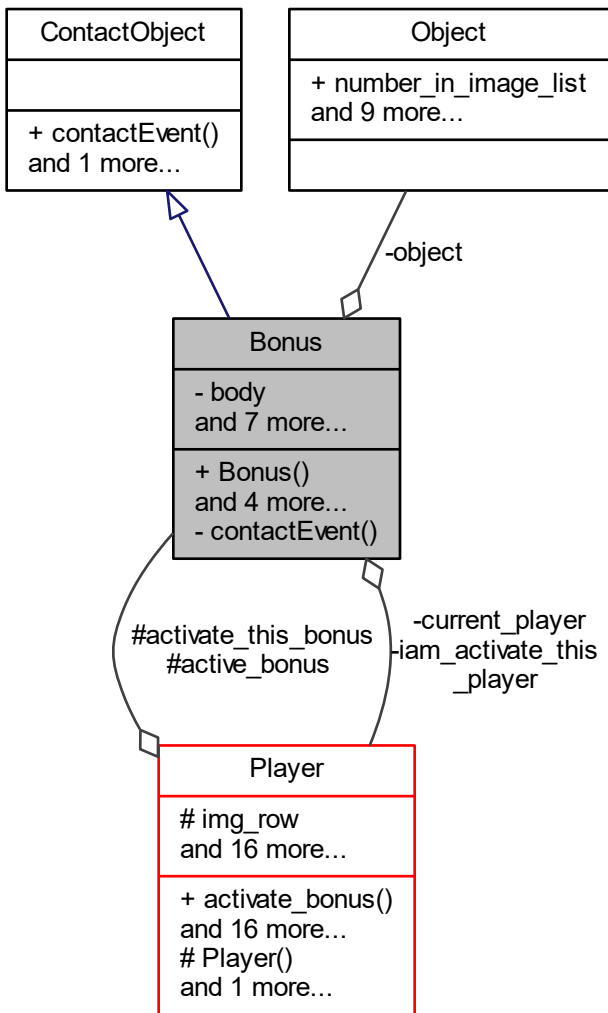 ContactObject
+ contactEvent()
and 1 more...
Object
+ number_in_image_list
and 9 more...
-object
Bonus
- body
and 7 more...
+ Bonus()
and 4 more...
- contactEvent()
#activate_this_bonus
#active_bonus
-current_player
-iam_activate_this
_player
Player
# img_row
and 16 more...
+ activate_bonus()
and 16 more...
# Player()
and 1 more...